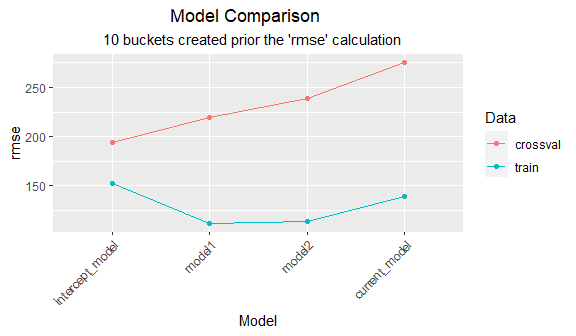 Model Comparison
10 buckets created prior the 'rmse' calculation
rmse
250
200
150
intercept_model
model1
model2
current_model
Model
Data
crossval
train